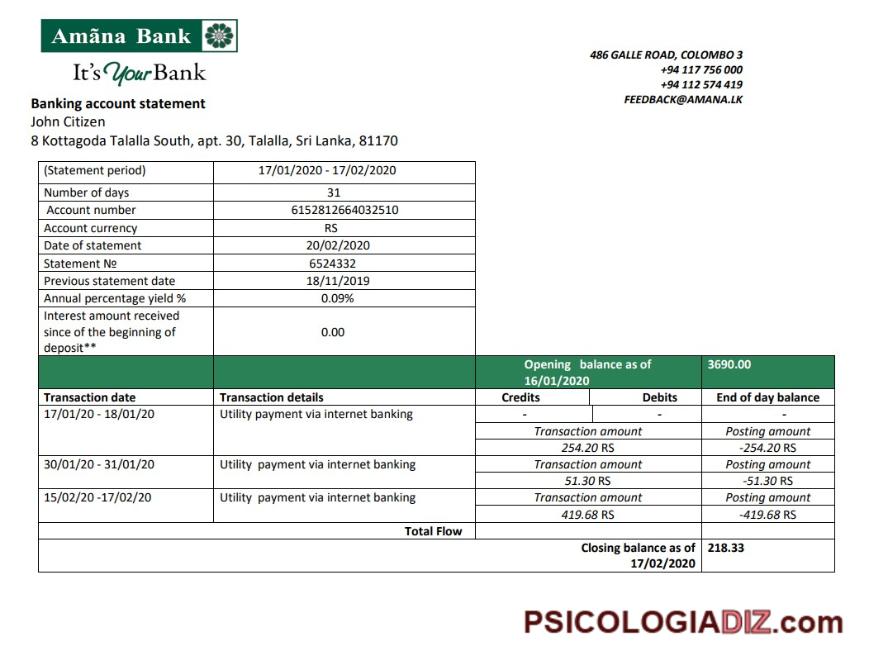 Amãna Bank
It's Your Bank
486 GALLE ROAD, COLOMBO 3
+94 117 756 000
+94 112 574 419
FEEDBACK@AMANA.LK
Banking account statement
John Citizen
8 Kottagoda Talalla South, apt. 30, Talalla, Sri Lanka, 81170
(Statement period) 17/01/2020 - 17/02/2020
Number of days 31
Account number 6152812664032510
Account currency RS
Date of statement 20/02/2020
Statement № 6524332
Previous statement date 18/11/2019
Annual percentage yield % 0.09%
Interest amount received
since of the beginning of 0.00
deposit**
Opening balance as of 3690.00
16/01/2020
Transaction date Transaction details Credits Debits End of day balance
17/01/20 - 18/01/20 Utility payment via internet banking - - -
Transaction amount Posting amount
254.20 RS -254.20 RS
30/01/20 - 31/01/20 Utility payment via internet banking Transaction amount Posting amount
51.30 RS -51.30 RS
15/02/20 -17/02/20 Utility payment via internet banking Transaction amount Posting amount
419.68 RS -419.68 RS
Total Flow
Closing balance as of 218.33
17/02/2020
PSICOLOGIADIZ.com